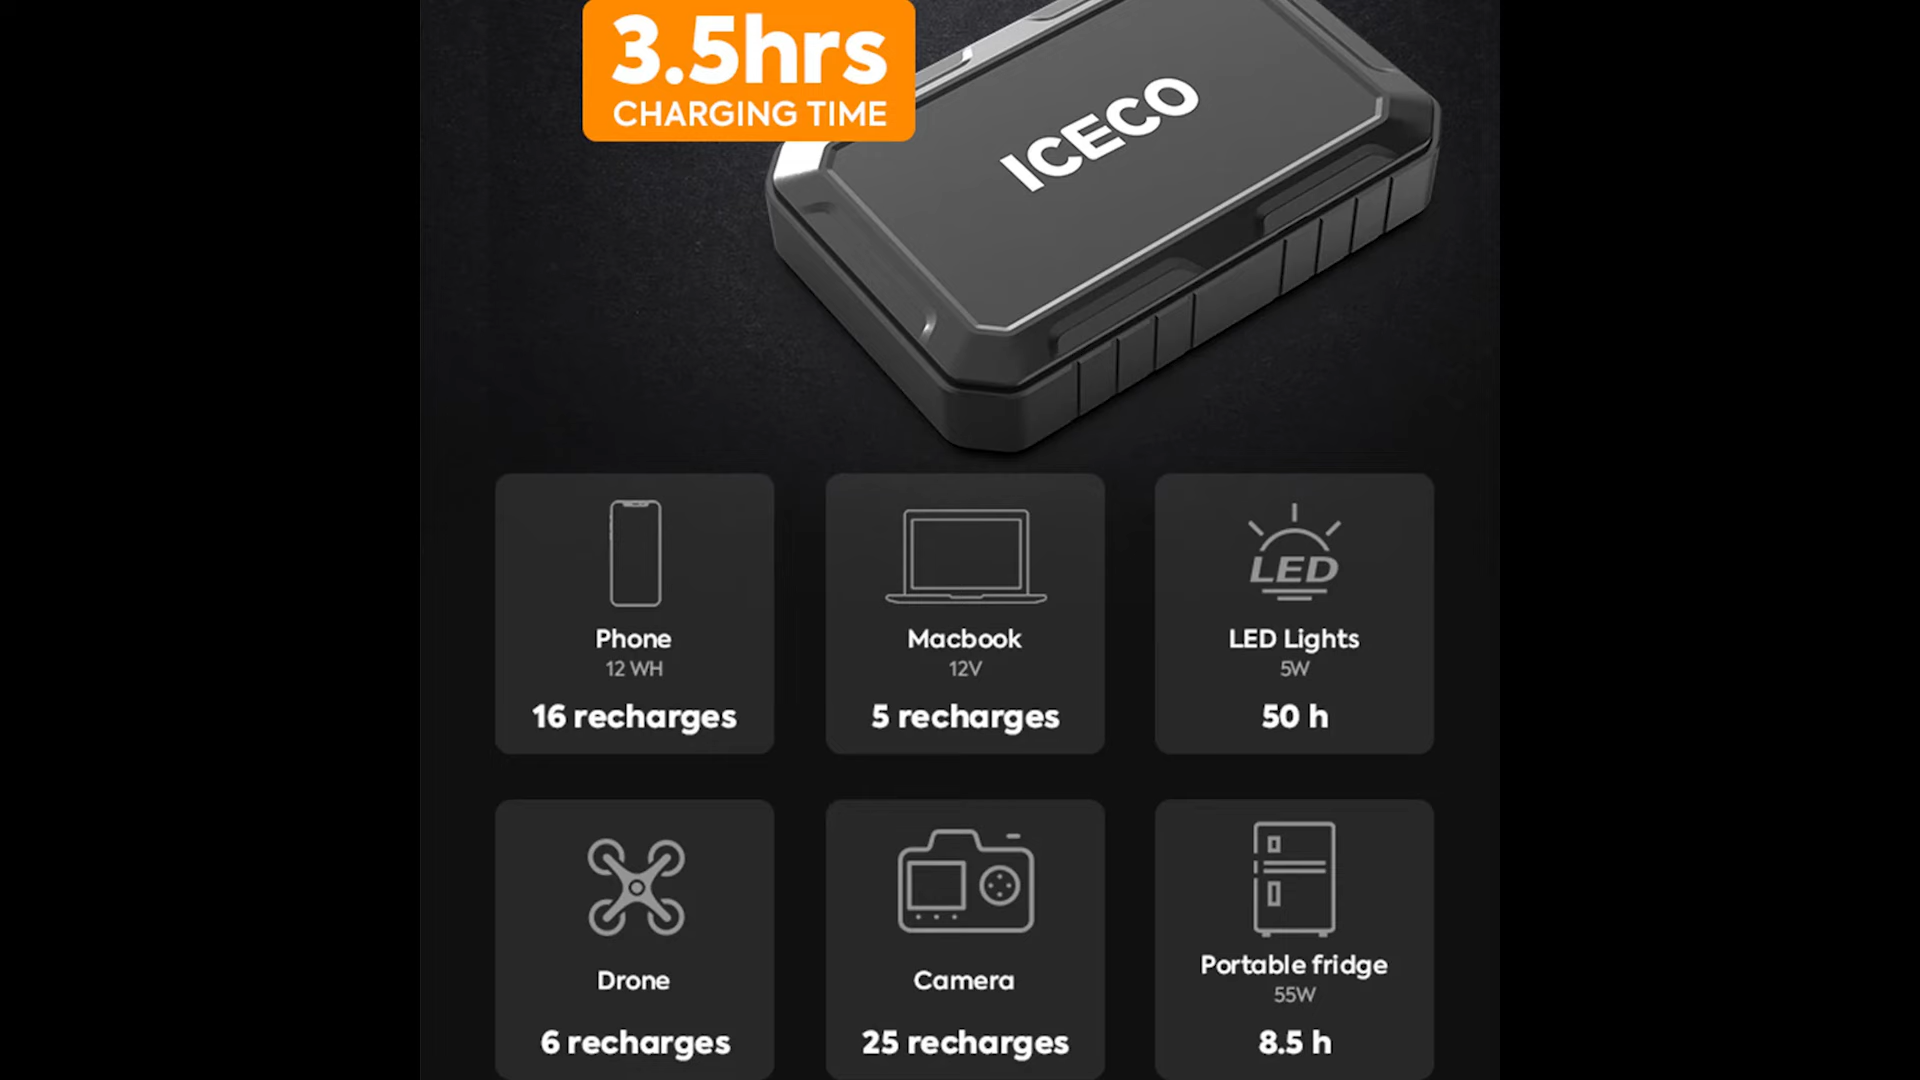 3.5hrs
CHARGING TIME
ICECO
LED
Phone
12 WH
16 recharges
Macbook
12V
5 recharges
LED Lights
5W
50 h
Drone
6 recharges
Camera
25 recharges
Portable fridge
55W
8.5 h